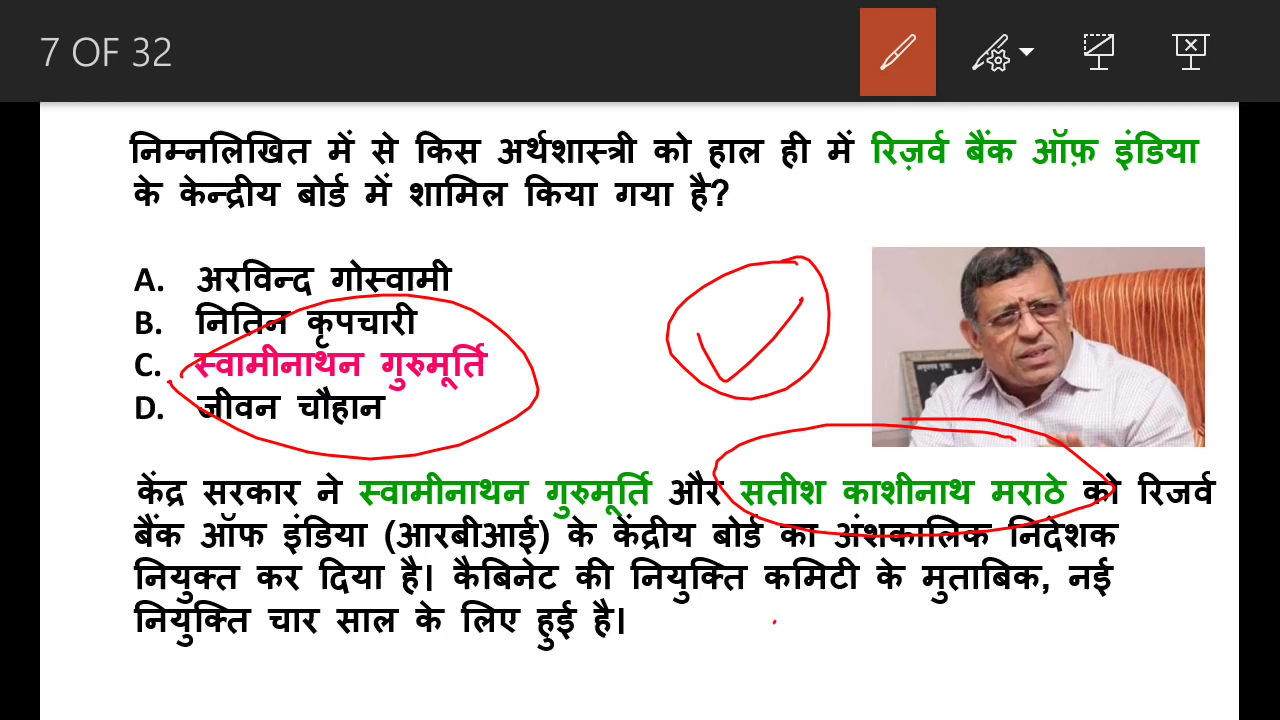 7 OF 32
निम्नलिखित में से किस अर्थशास्त्री को हाल ही में रिज़र्व बैंक ऑफ़ इंडिया
के केन्द्रीय बोर्ड में शामिल किया गया है?
A. अरविन्द गोस्वामी
B. नितिन कृपचारी
C. स्वामीनाथन गुरुमूर्ति
D. जीवन चौहान
केंद्र सरकार ने स्वामीनाथन गुरुमूर्ति और सतीश काशीनाथ मराठे को रिजर्व
बैंक ऑफ इंडिया (आरबीआई) के केंद्रीय बोर्ड का अंशकालिक निदेशक
नियुक्त कर दिया है। कैबिनेट की नियुक्ति कमिटी के मुताबिक, नई
नियुक्ति चार साल के लिए हुई है।